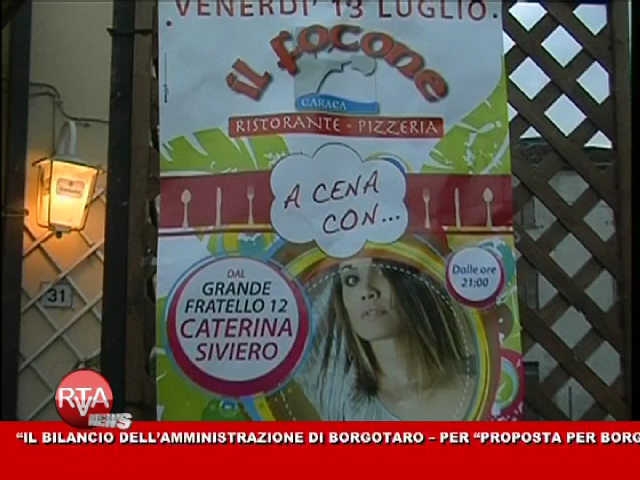 VENERDI' 13 LUGLIO
il focone
CARACA
RISTORANTE - PIZZERIA
A CENA
CON...
DAL
GRANDE
FRATELLO 12
CATERINA
SIVIERO
Dalle ore
21:00
31
RTA
NEWS
"IL BILANCIO DELL'AMMINISTRAZIONE DI BORGOTARO – PER "PROPOSTA PER BORG